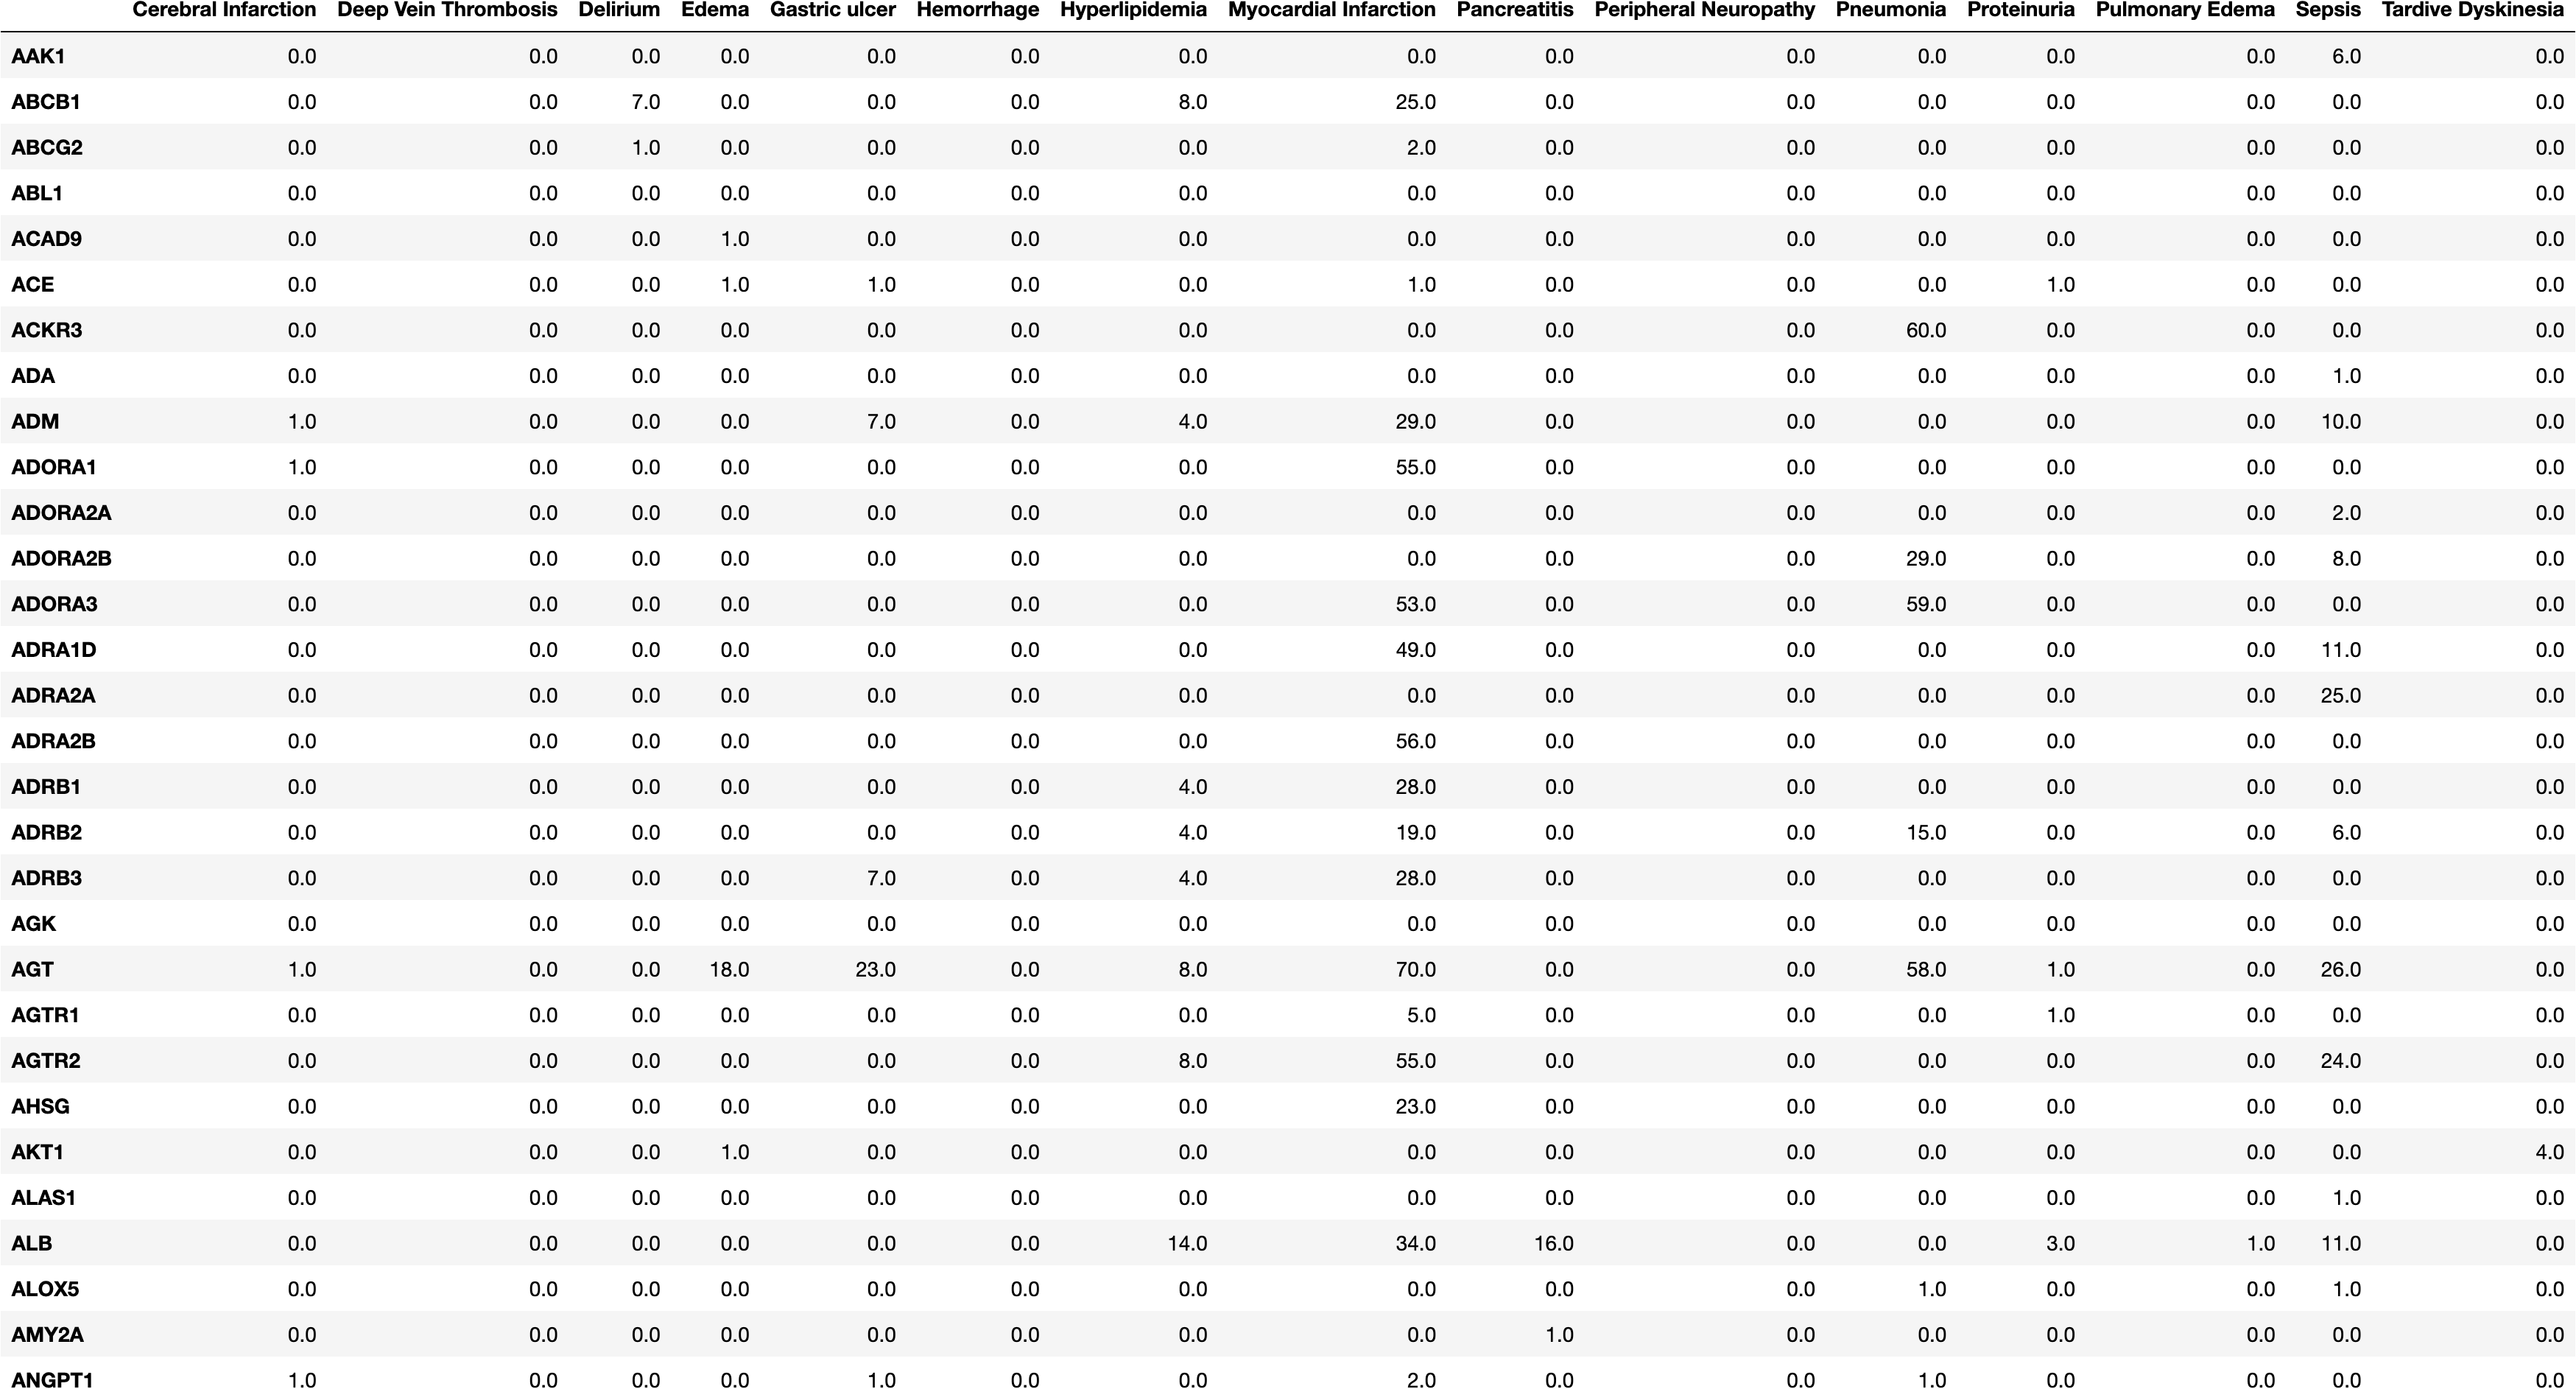 Cerebral Infarction Deep Vein Thrombosis Delirium Edema Gastric ulcer Hemorrhage Hyperlipidemia Myocardial Infarction Pancreatitis Peripheral Neuropathy Pneumonia Proteinuria Pulmonary Edema Sepsis Tardive Dyskinesia
AAK1 0.0 0.0 0.0 0.0 0.0 0.0 0.0 0.0 0.0 0.0 0.0 0.0 0.0 6.0 0.0
ABCB1 0.0 0.0 7.0 0.0 0.0 0.0 8.0 25.0 0.0 0.0 0.0 0.0 0.0 0.0 0.0
ABCG2 0.0 0.0 1.0 0.0 0.0 0.0 0.0 2.0 0.0 0.0 0.0 0.0 0.0 0.0 0.0
ABL1 0.0 0.0 0.0 0.0 0.0 0.0 0.0 0.0 0.0 0.0 0.0 0.0 0.0 0.0 0.0
ACAD9 0.0 0.0 0.0 1.0 0.0 0.0 0.0 0.0 0.0 0.0 0.0 0.0 0.0 0.0 0.0
ACE 0.0 0.0 0.0 1.0 1.0 0.0 0.0 1.0 0.0 0.0 0.0 1.0 0.0 0.0 0.0
ACKR3 0.0 0.0 0.0 0.0 0.0 0.0 0.0 0.0 0.0 0.0 60.0 0.0 0.0 0.0 0.0
ADA 0.0 0.0 0.0 0.0 0.0 0.0 0.0 0.0 0.0 0.0 0.0 0.0 0.0 1.0 0.0
ADM 1.0 0.0 0.0 0.0 7.0 0.0 4.0 29.0 0.0 0.0 0.0 0.0 0.0 10.0 0.0
ADORA1 1.0 0.0 0.0 0.0 0.0 0.0 0.0 55.0 0.0 0.0 0.0 0.0 0.0 0.0 0.0
ADORA2A 0.0 0.0 0.0 0.0 0.0 0.0 0.0 0.0 0.0 0.0 0.0 0.0 0.0 2.0 0.0
ADORA2B 0.0 0.0 0.0 0.0 0.0 0.0 0.0 0.0 0.0 0.0 29.0 0.0 0.0 8.0 0.0
ADORA3 0.0 0.0 0.0 0.0 0.0 0.0 0.0 53.0 0.0 0.0 59.0 0.0 0.0 0.0 0.0
ADRA1D 0.0 0.0 0.0 0.0 0.0 0.0 0.0 49.0 0.0 0.0 0.0 0.0 0.0 11.0 0.0
ADRA2A 0.0 0.0 0.0 0.0 0.0 0.0 0.0 0.0 0.0 0.0 0.0 0.0 0.0 25.0 0.0
ADRA2B 0.0 0.0 0.0 0.0 0.0 0.0 0.0 56.0 0.0 0.0 0.0 0.0 0.0 0.0 0.0
ADRB1 0.0 0.0 0.0 0.0 0.0 0.0 4.0 28.0 0.0 0.0 0.0 0.0 0.0 0.0 0.0
ADRB2 0.0 0.0 0.0 0.0 0.0 0.0 4.0 19.0 0.0 0.0 15.0 0.0 0.0 6.0 0.0
ADRB3 0.0 0.0 0.0 0.0 7.0 0.0 4.0 28.0 0.0 0.0 0.0 0.0 0.0 0.0 0.0
AGK 0.0 0.0 0.0 0.0 0.0 0.0 0.0 0.0 0.0 0.0 0.0 0.0 0.0 0.0 0.0
AGT 1.0 0.0 0.0 18.0 23.0 0.0 8.0 70.0 0.0 0.0 58.0 1.0 0.0 26.0 0.0
AGTR1 0.0 0.0 0.0 0.0 0.0 0.0 0.0 5.0 0.0 0.0 0.0 1.0 0.0 0.0 0.0
AGTR2 0.0 0.0 0.0 0.0 0.0 0.0 8.0 55.0 0.0 0.0 0.0 0.0 0.0 24.0 0.0
AHSG 0.0 0.0 0.0 0.0 0.0 0.0 0.0 23.0 0.0 0.0 0.0 0.0 0.0 0.0 0.0
AKT1 0.0 0.0 0.0 1.0 0.0 0.0 0.0 0.0 0.0 0.0 0.0 0.0 0.0 0.0 4.0
ALAS1 0.0 0.0 0.0 0.0 0.0 0.0 0.0 0.0 0.0 0.0 0.0 0.0 0.0 1.0 0.0
ALB 0.0 0.0 0.0 0.0 0.0 0.0 14.0 34.0 16.0 0.0 0.0 3.0 1.0 11.0 0.0
ALOX5 0.0 0.0 0.0 0.0 0.0 0.0 0.0 0.0 0.0 0.0 1.0 0.0 0.0 1.0 0.0
AMY2A 0.0 0.0 0.0 0.0 0.0 0.0 0.0 0.0 1.0 0.0 0.0 0.0 0.0 0.0 0.0
ANGPT1 1.0 0.0 0.0 0.0 1.0 0.0 0.0 2.0 0.0 0.0 1.0 0.0 0.0 0.0 0.0